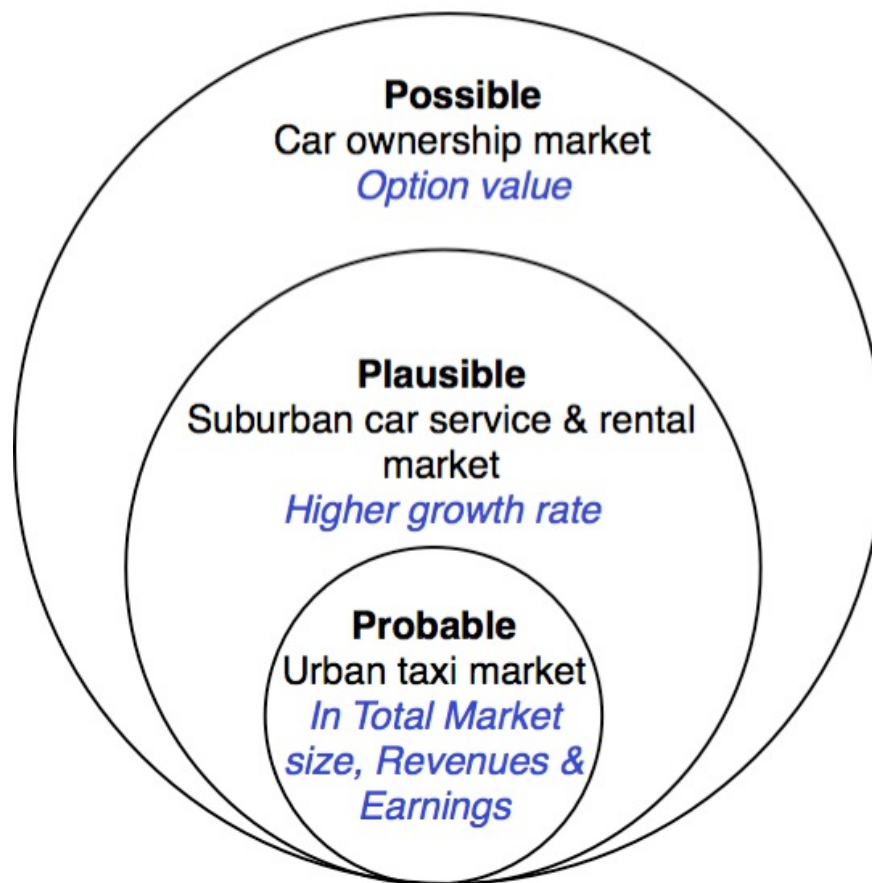 Possible
Car ownership market
Option value
Plausible
Suburban car service & rental
market
Higher growth rate
Probable
Urban taxi market
In Total Market
size, Revenues &
Earnings